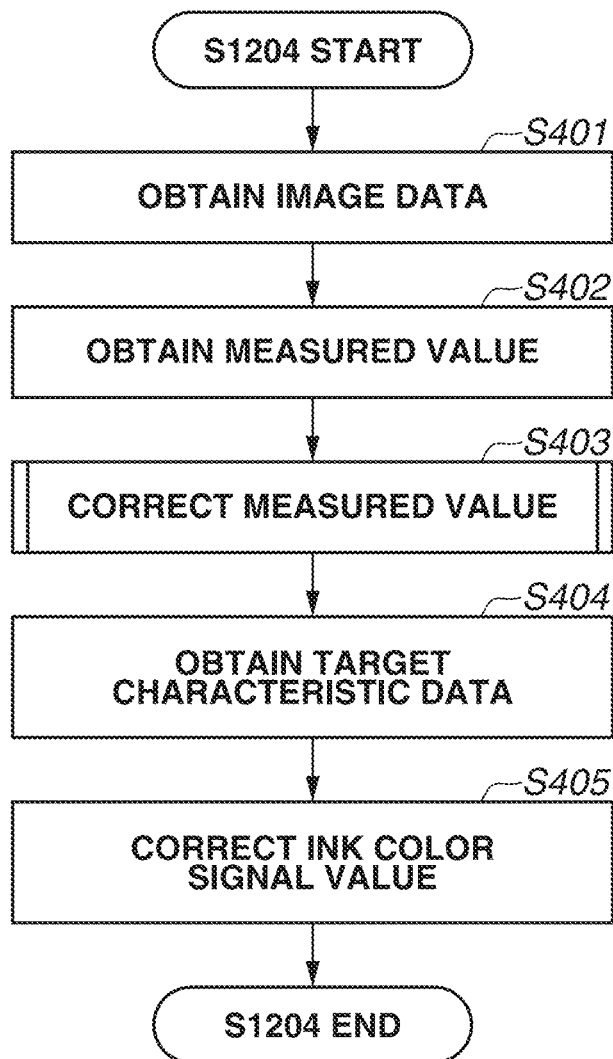 S1204 START
S401
OBTAIN IMAGE DATA
S402
OBTAIN MEASURED VALUE
S403
CORRECT MEASURED VALUE
S404
OBTAIN TARGET
CHARACTERISTIC DATA
S405
CORRECT INK COLOR
SIGNAL VALUE
S1204 END